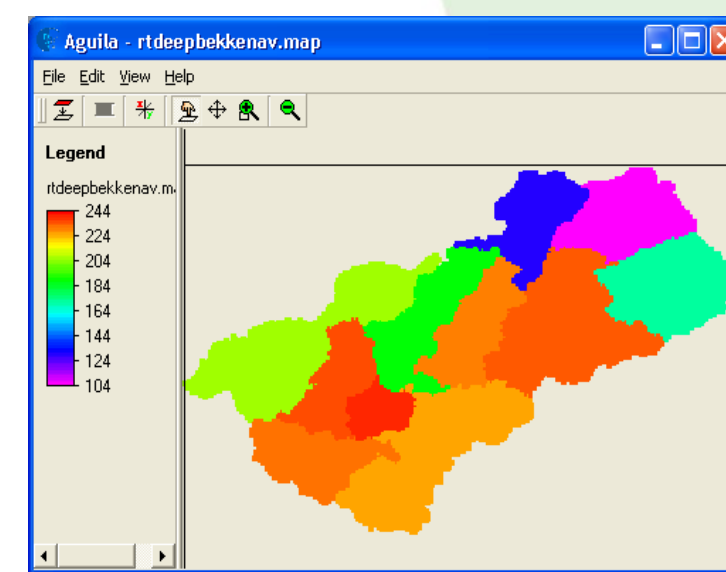 Aguila - rtdeepbekkenav.map
File Edit View Help
Legend
rtdeepbekkenav.m
244
224
204
184
164
144
124
104